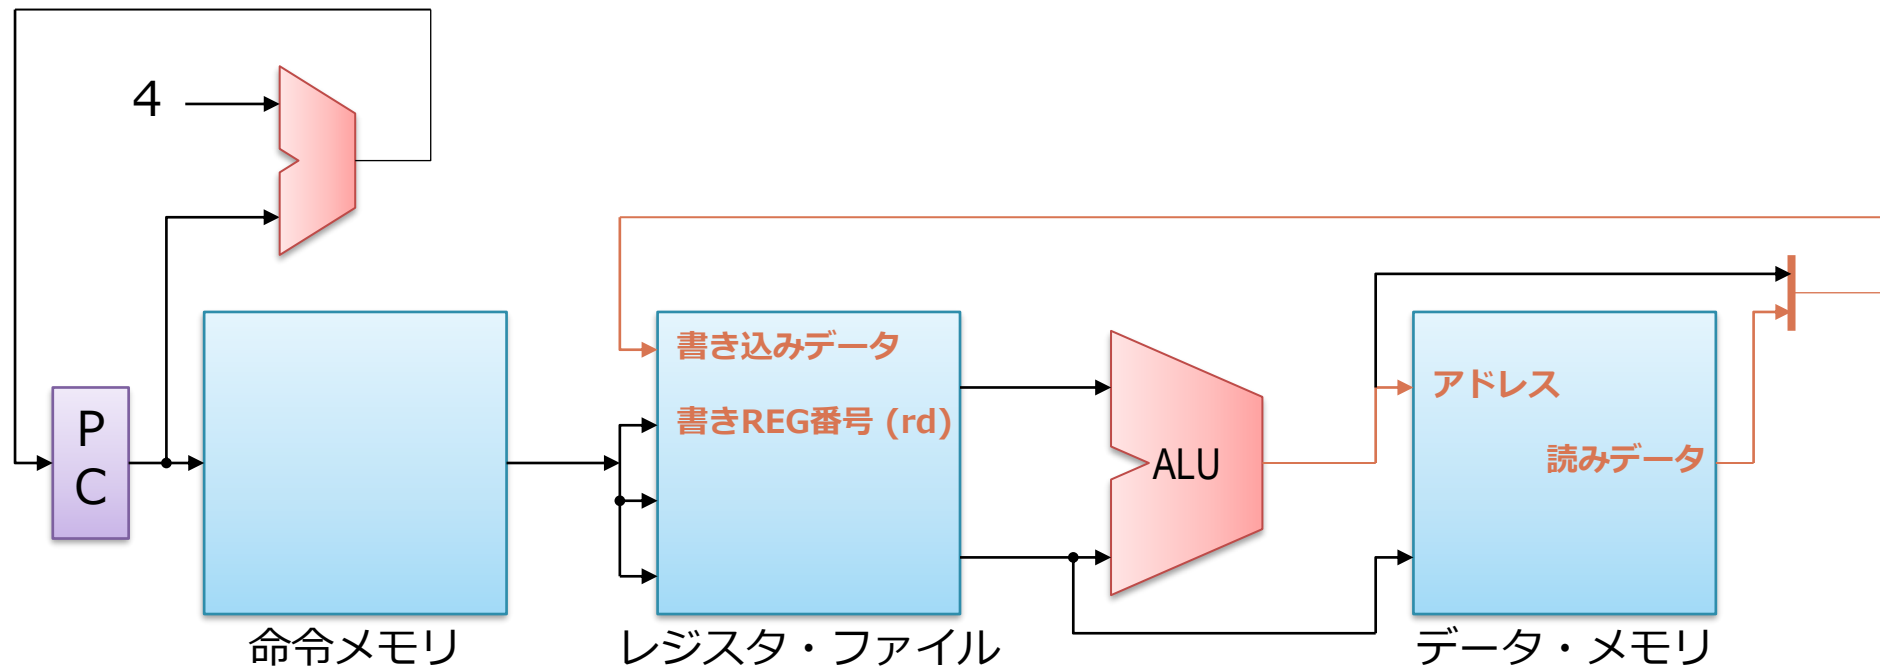 4
書き込みデータ
書きREG番号 (rd)
アドレス
読みデータ
P
C
ALU
命令メモリ
レジスタ・ファイル
データ・メモリ